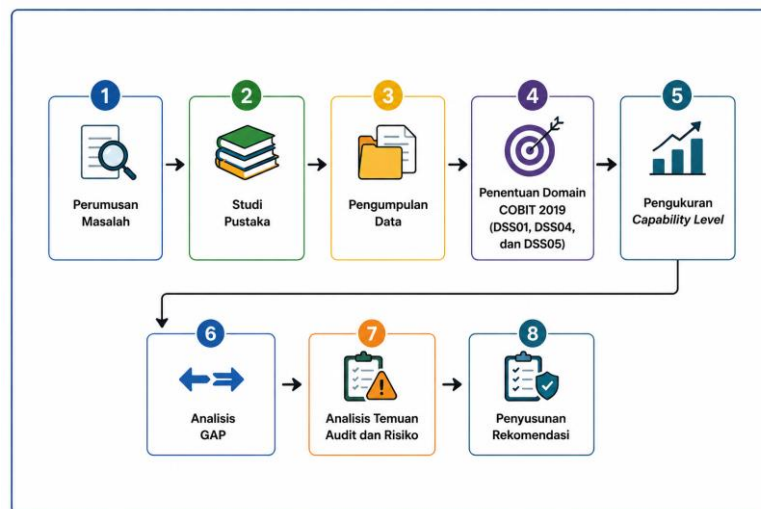 1
Perumusan
Masalah
2
Studi
Pustaka
3
Pengumpulan
Data
4
Penentuan Domain
COBIT 2019
(DSS01, DSS04,
dan DSS05)
5
Pengukuran
Capability Level
6
Analisis
GAP
7
Analisis Temuan
Audit dan Risiko
8
Penyusunan
Rekomendasi